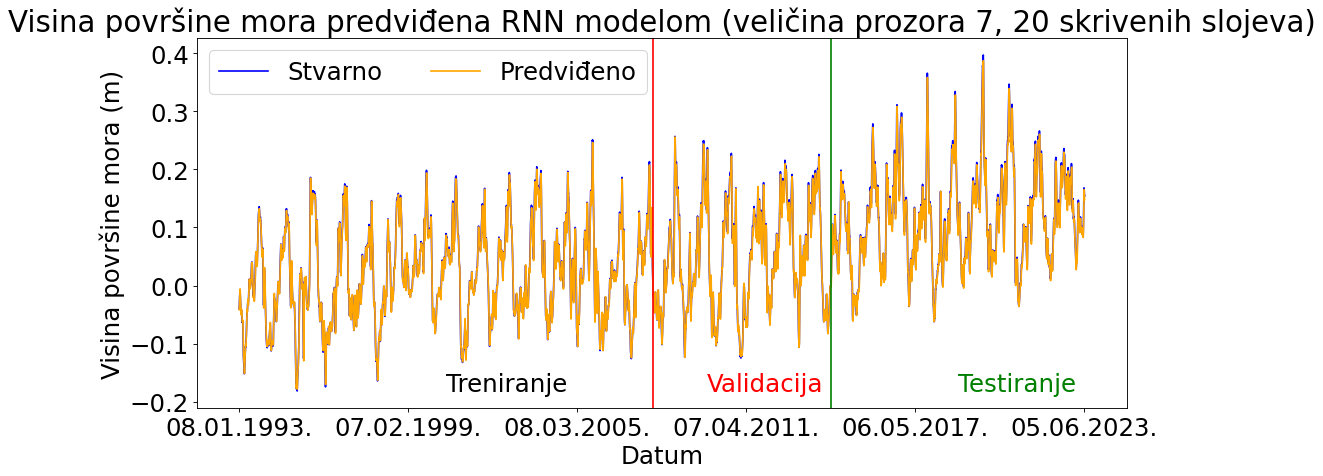 Visina površine mora predviđena RNN modelom (veličina prozora 7, 20 skrivenih slojeva)
Stvarno
Predviđeno
Visina površine mora (m)
0.4
0.3
0.2
0.1
0.0
−0.1
−0.2
Treniranje
Validacija
Testiranje
08.01.1993.
07.02.1999.
08.03.2005.
07.04.2011.
06.05.2017.
05.06.2023.
Datum